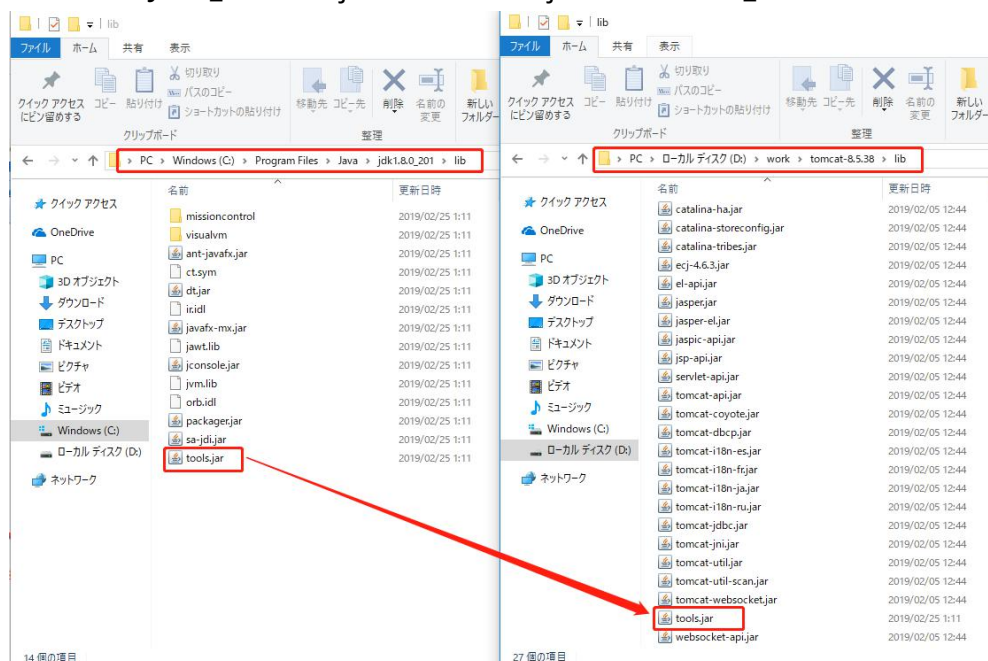 lib
ファイル ホーム 共有 表示
クイック アクセス
にピン留めする
コピー
貼り付け
切り取り
パスのコピー
ショートカットの貼り付け
移動先
コピー先
削除
名前の
変更
新しい
フォルダー
クリップボード
整理
PC › Windows (C:) › Program Files › Java › jdk1.8.0_201 › lib
名前 更新日時
クイック アクセス
OneDrive
PC
3D オブジェクト
ダウンロード
デスクトップ
ドキュメント
ピクチャ
ビデオ
ミュージック
Windows (C:)
ローカル ディスク (D:)
ネットワーク
missioncontrol 2019/02/25 1:11
visualvm 2019/02/25 1:11
ant-javafx.jar 2019/02/25 1:11
ct.sym 2019/02/25 1:11
dt.jar 2019/02/25 1:11
ir.idl 2019/02/25 1:11
javafx-mx.jar 2019/02/25 1:11
jawt.lib 2019/02/25 1:11
jconsole.jar 2019/02/25 1:11
jvm.lib 2019/02/25 1:11
orb.idl 2019/02/25 1:11
packager.jar 2019/02/25 1:11
sa-jdi.jar 2019/02/25 1:11
tools.jar 2019/02/25 1:11
14 個の項目
lib
ファイル ホーム 共有 表示
クイック アクセス
にピン留めする
コピー
貼り付け
切り取り
パスのコピー
ショートカットの貼り付け
移動先
コピー先
削除
名前の
変更
新しい
フォルダー
クリップボード
整理
PC › ローカル ディスク (D:) › work › tomcat-8.5.38 › lib
名前 更新日時
クイック アクセス
OneDrive
PC
3D オブジェクト
ダウンロード
デスクトップ
ドキュメント
ピクチャ
ビデオ
ミュージック
Windows (C:)
ローカル ディスク (D:)
ネットワーク
catalina-ha.jar 2019/02/05 12:44
catalina-storeconfig.jar 2019/02/05 12:44
catalina-tribes.jar 2019/02/05 12:44
ecj-4.6.3.jar 2019/02/05 12:44
el-api.jar 2019/02/05 12:44
jasper.jar 2019/02/05 12:44
jasper-el.jar 2019/02/05 12:44
jaspic-api.jar 2019/02/05 12:44
jsp-api.jar 2019/02/05 12:44
servlet-api.jar 2019/02/05 12:44
tomcat-api.jar 2019/02/05 12:44
tomcat-coyote.jar 2019/02/05 12:44
tomcat-dbcp.jar 2019/02/05 12:44
tomcat-i18n-es.jar 2019/02/05 12:44
tomcat-i18n-fr.jar 2019/02/05 12:44
tomcat-i18n-ja.jar 2019/02/05 12:44
tomcat-i18n-ru.jar 2019/02/05 12:44
tomcat-jdbc.jar 2019/02/05 12:44
tomcat-jni.jar 2019/02/05 12:44
tomcat-util.jar 2019/02/05 12:44
tomcat-util-scan.jar 2019/02/05 12:44
tomcat-websocket.jar 2019/02/05 12:44
tools.jar 2019/02/25 1:11
websocket-api.jar 2019/02/05 12:44
27 個の項目